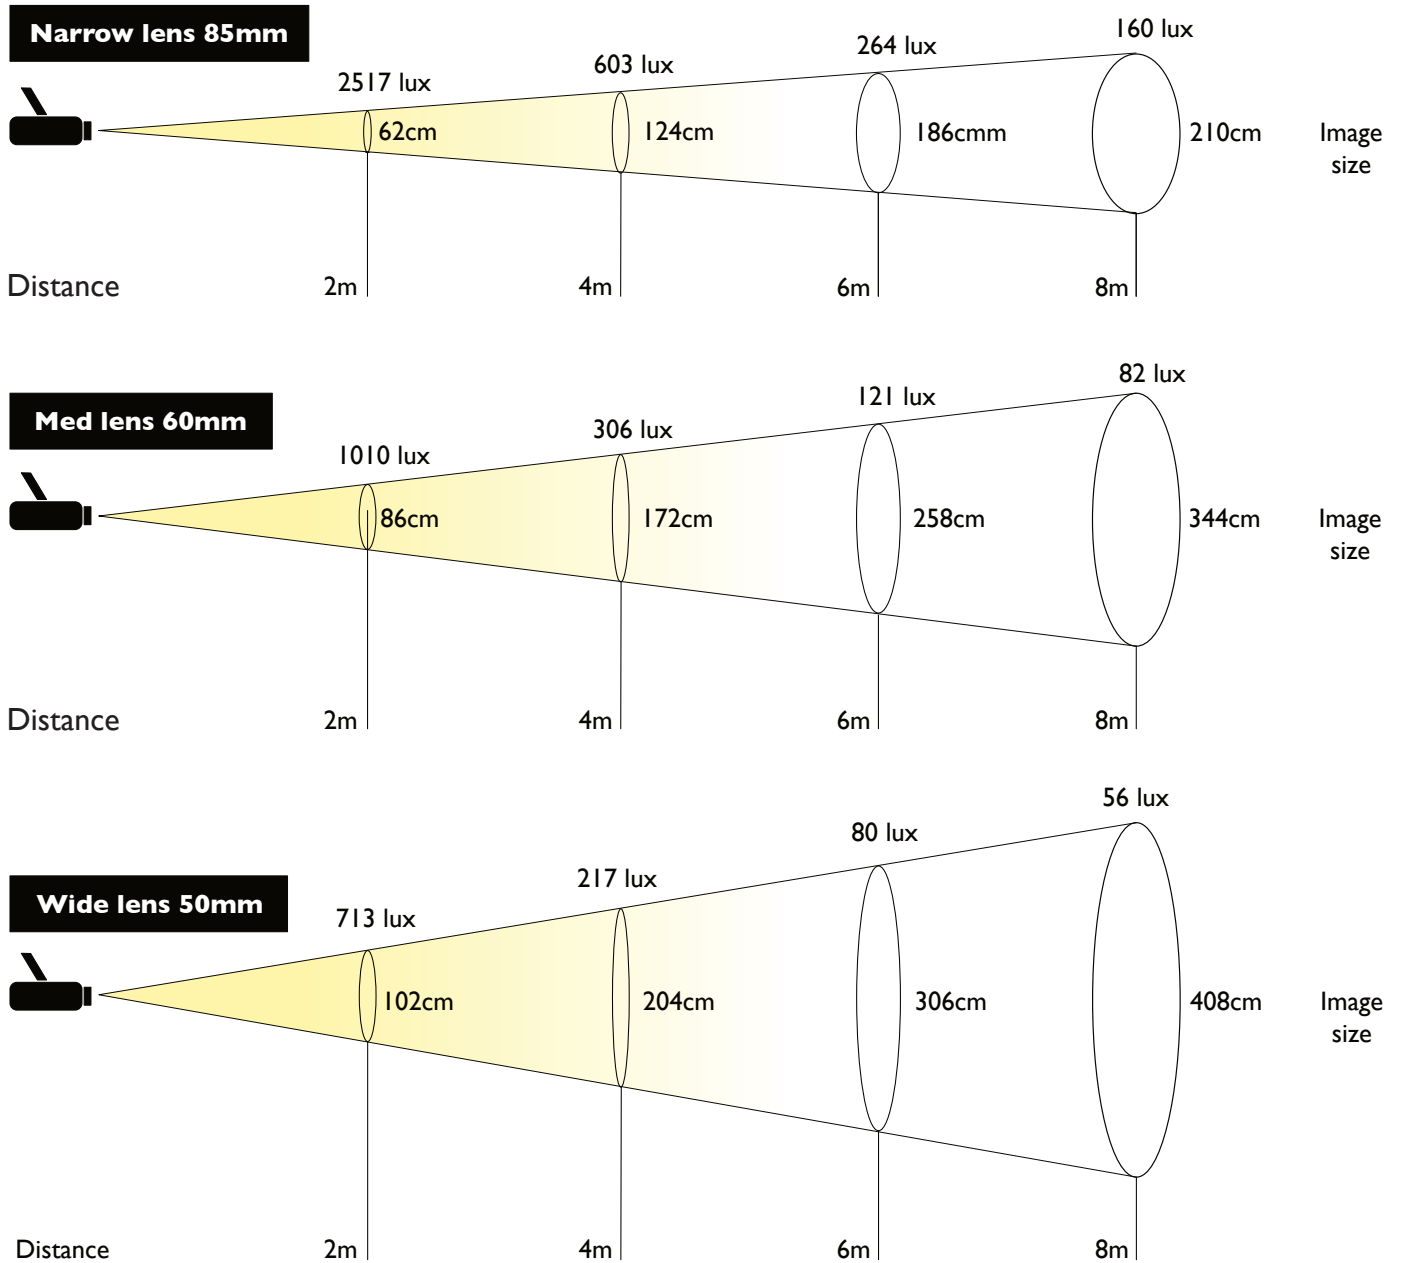 Narrow lens 85mm
2517 lux
603 lux
264 lux
160 lux
62cm
124cm
186cmm
210cm
Image
size
Distance
2m
4m
6m
8m
Med lens 60mm
1010 lux
306 lux
121 lux
82 lux
86cm
172cm
258cm
344cm
Image
size
Distance
2m
4m
6m
8m
Wide lens 50mm
713 lux
217 lux
80 lux
56 lux
102cm
204cm
306cm
408cm
Image
size
Distance
2m
4m
6m
8m